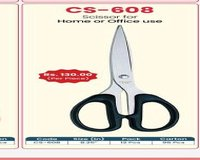 CS-608
Scissor for
Home or Office use
Rs. 130.00
(Per Piece)
Code Size (in) Pack Carton
CS-608 8.25" 12 Pcs 96 Pcs